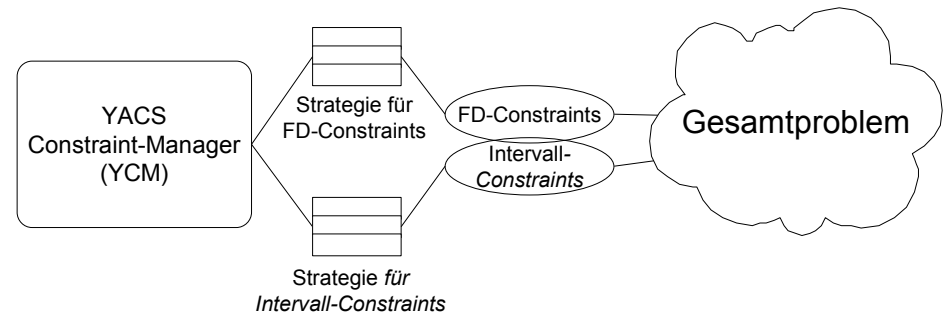 YACS
Constraint-Manager
(YCM)
Strategie für
FD-Constraints
Strategie für
Intervall-Constraints
FD-Constraints
Intervall-
Constraints
Gesamtproblem